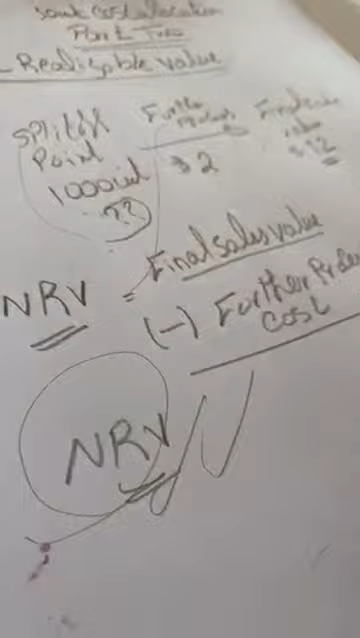 Joint cost allocation
Part Two
- Realisable value
Split off Point
1000 unit
??
Further Process
$2
Final sales value
$12
NRV = Final sales value
(-) Further Process cost
NRV